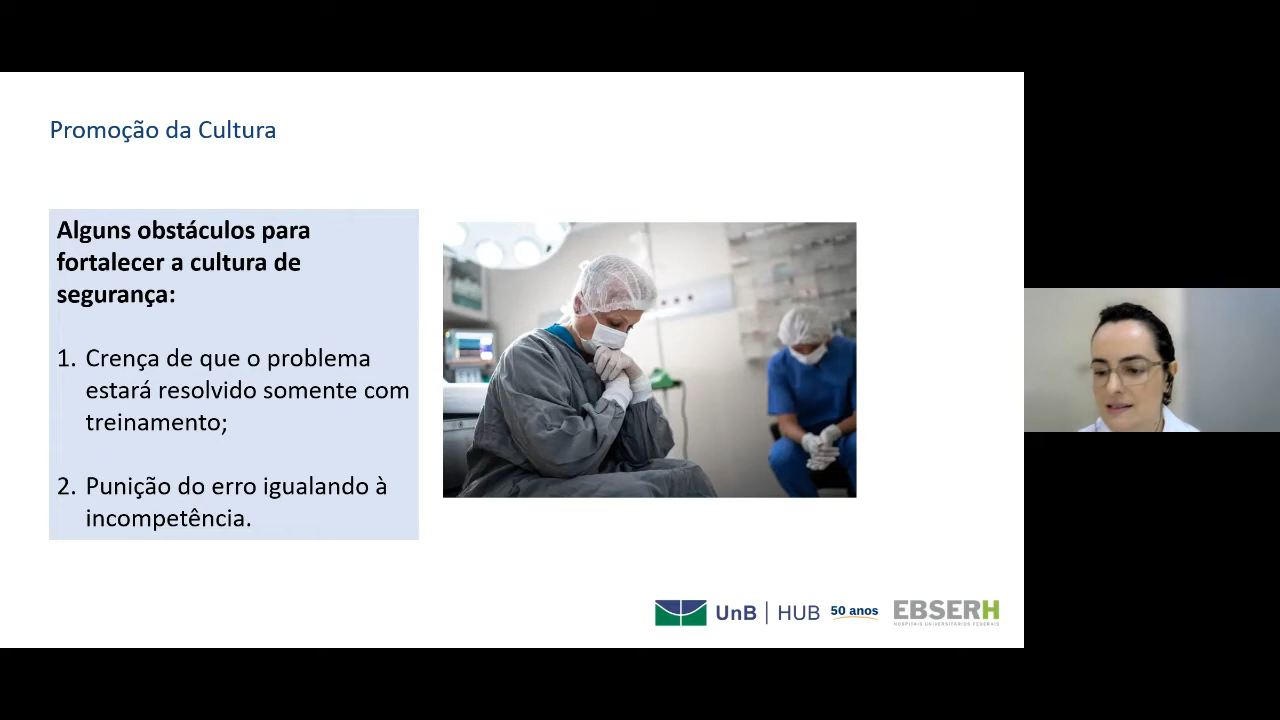 Promoção da Cultura
Alguns obstáculos para
fortalecer a cultura de
segurança:
1. Crença de que o problema
estará resolvido somente com
treinamento;
2. Punição do erro igualando à
incompetência.
UnB | HUB 50 anos EBSERH
HOSPITAIS UNIVERSITÁRIOS FEDERAIS